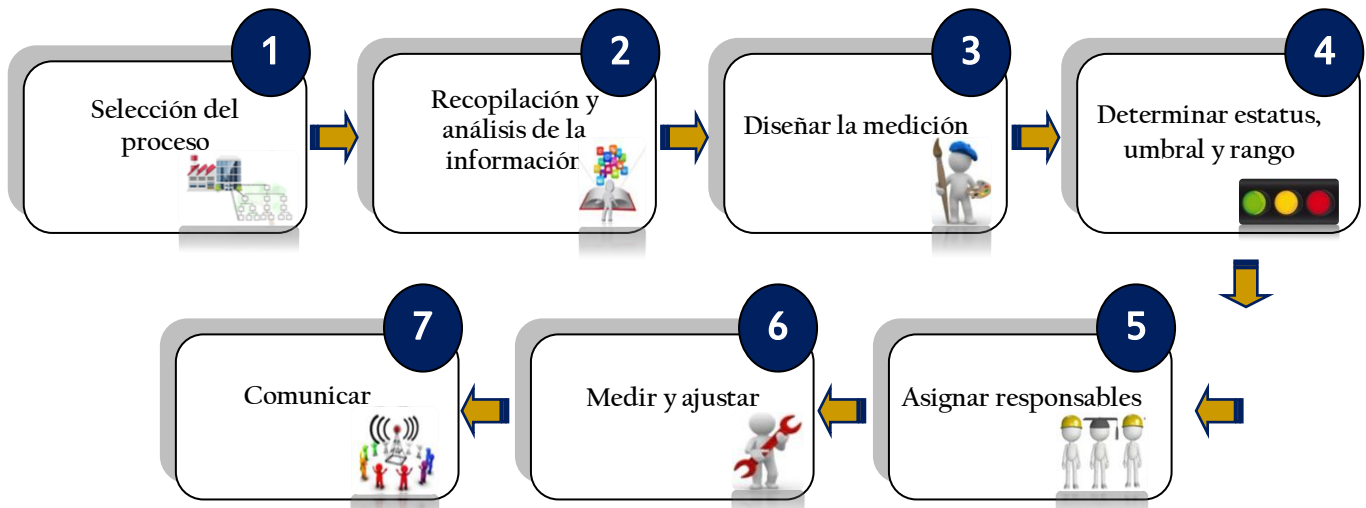 1
Selección del
proceso
2
Recopilación y
análisis de la
información
3
Diseñar la medición
4
Determinar estatus,
umbral y rango
5
Asignar responsables
6
Medir y ajustar
7
Comunicar